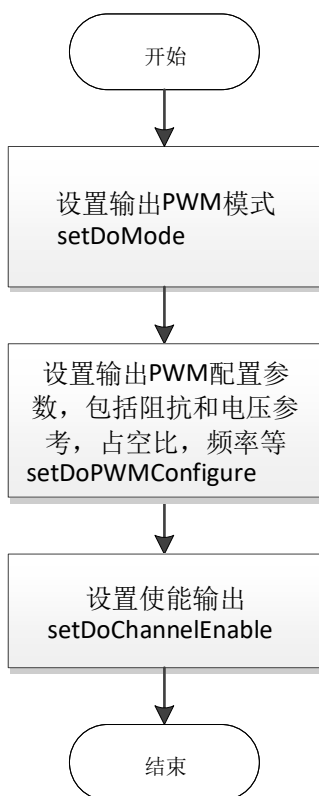 开始
设置输出PWM模式
setDoMode
设置输出PWM配置参
数，包括阻抗和电压参
考，占空比，频率等
setDoPWMConfigure
设置使能输出
setDoChannelEnable
结束